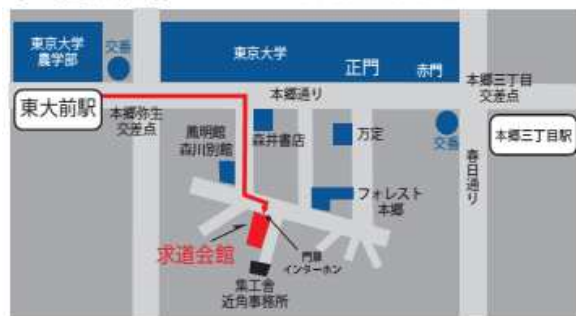 東京大学
農学部
交番
東京大学
正門
赤門
本郷三丁目
交差点
東大前駅
本郷通り
本郷弥生
交差点
鳳明館
森川別館
森井書店
万定
交番
本郷三丁目駅
春日通り
フォレスト
本郷
求道会館
インターホン
集工舎
近角事務所